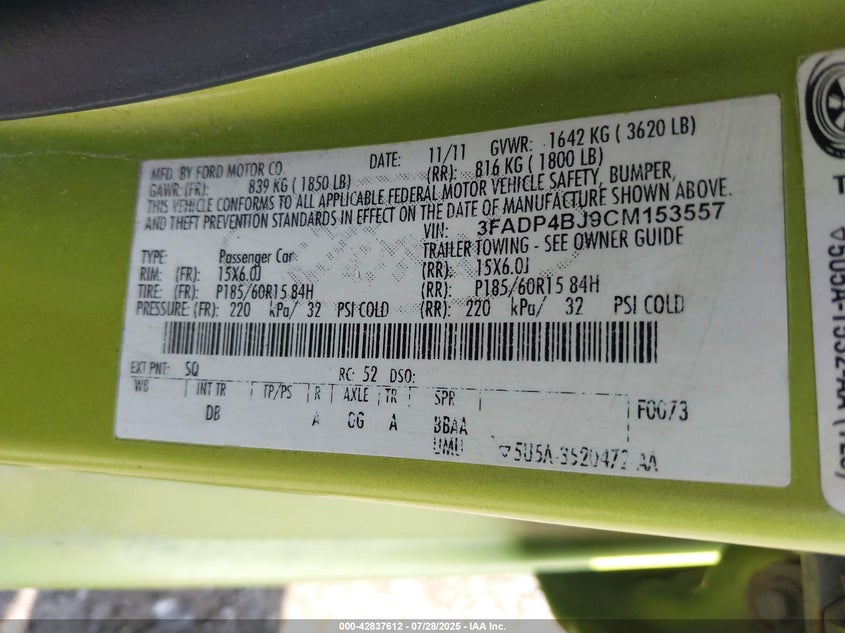 MFD. BY FORD MOTOR CO. DATE: 11/11 GVWR: 1642 KG ( 3620 LB)
GAWR: (FR): 839 KG ( 1850 LB) (RR): 816 KG ( 1800 LB)
THIS VEHICLE CONFORMS TO ALL APPLICABLE FEDERAL MOTOR VEHICLE SAFETY, BUMPER,
AND THEFT PREVENTION STANDARDS IN EFFECT ON THE DATE OF MANUFACTURE SHOWN ABOVE.
VIN: 3FADP4BJ9CM153557
TYPE: Passenger Car TRAILER TOWING - SEE OWNER GUIDE
RIM: (FR): 15X6.0J (RR): 15X6.0J
TIRE: (FR): P185/60R15 84H (RR): P185/60R15 84H
PRESSURE: (FR): 220 kPa/ 32 PSI COLD (RR): 220 kPa/ 32 PSI COLD
EXT PNT: SQ RC: 52 DSO:
WB INT TR TP/PS R AXLE TR SPR
DB A CG A BBAA F0073
UMU 5U5A-3520472-AA
000-42837612 - 07/28/2025 - IAA Inc.